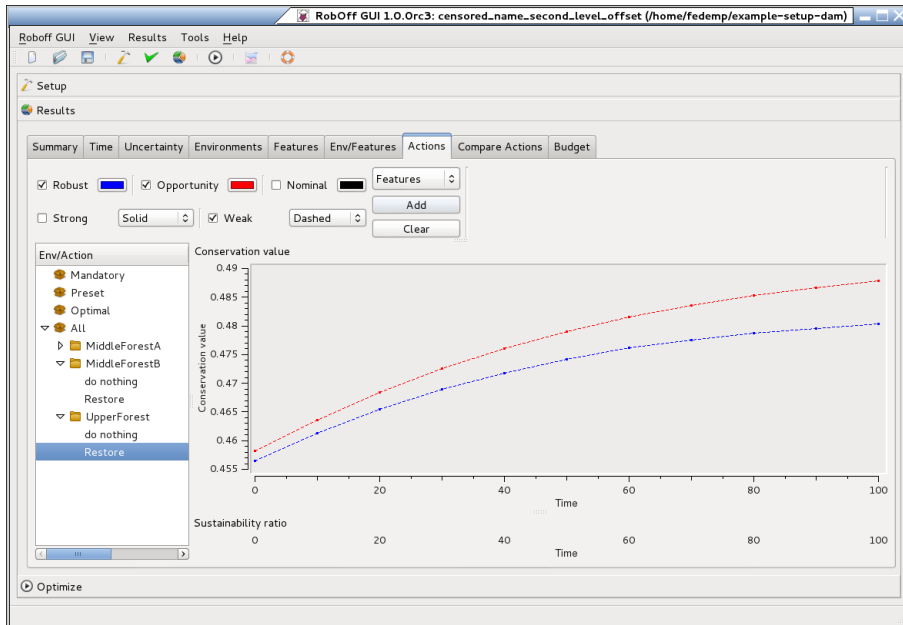 RobOff GUI 1.0.0rc3: censored_name_second_level_offset (/home/fedemp/example-setup-dam)
Roboff GUI View Results Tools Help
Setup
Results
Summary Time Uncertainty Environments Features Env/Features Actions Compare Actions Budget
Robust Opportunity Nominal Features
Add
Strong Solid Weak Dashed
Clear
Env/Action
Mandatory
Preset
Optimal
All
MiddleForestA
MiddleForestB
do nothing
Restore
UpperForest
do nothing
Restore
Conservation value
Conservation value
0.49
0.485
0.48
0.475
0.47
0.465
0.46
0.455
0 20 40 60 80 100
Time
Sustainability ratio
0 20 40 60 80 100
Time
Optimize